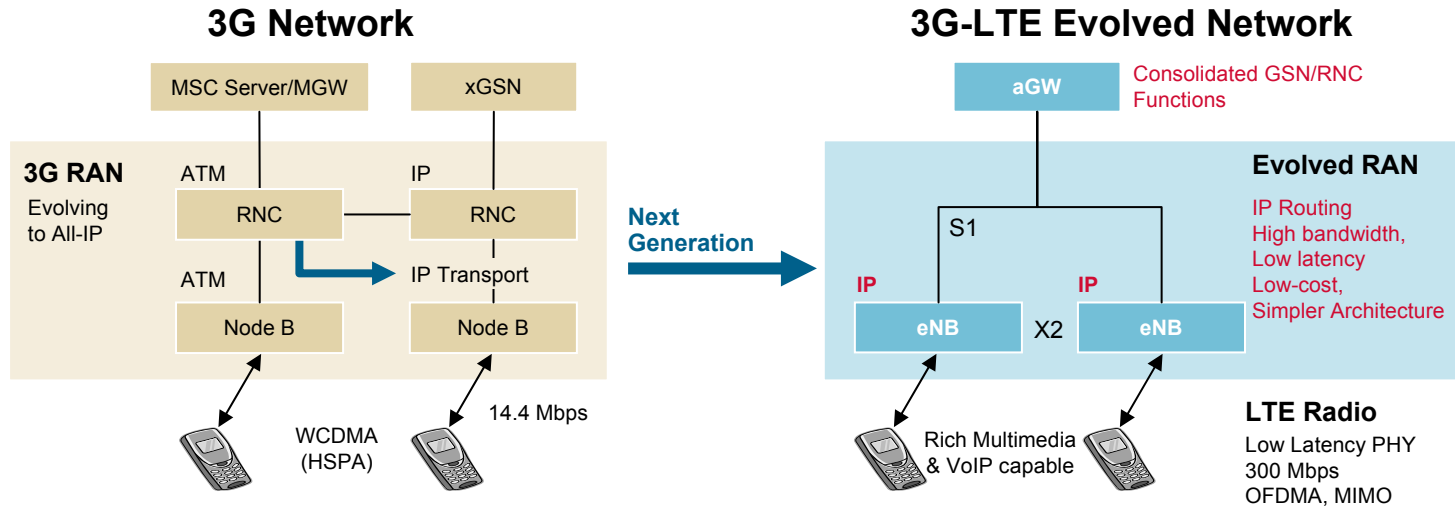 3G Network
MSC Server/MGW
xGSN
3G RAN
Evolving
to All-IP
ATM
IP
RNC
RNC
ATM
IP Transport
Node B
Node B
WCDMA
(HSPA)
14.4 Mbps
Next
Generation
3G-LTE Evolved Network
aGW
Consolidated GSN/RNC
Functions
Evolved RAN
IP Routing
High bandwidth,
Low latency
Low-cost,
Simpler Architecture
S1
IP
IP
eNB
X2
eNB
Rich Multimedia
& VoIP capable
LTE Radio
Low Latency PHY
300 Mbps
OFDMA, MIMO